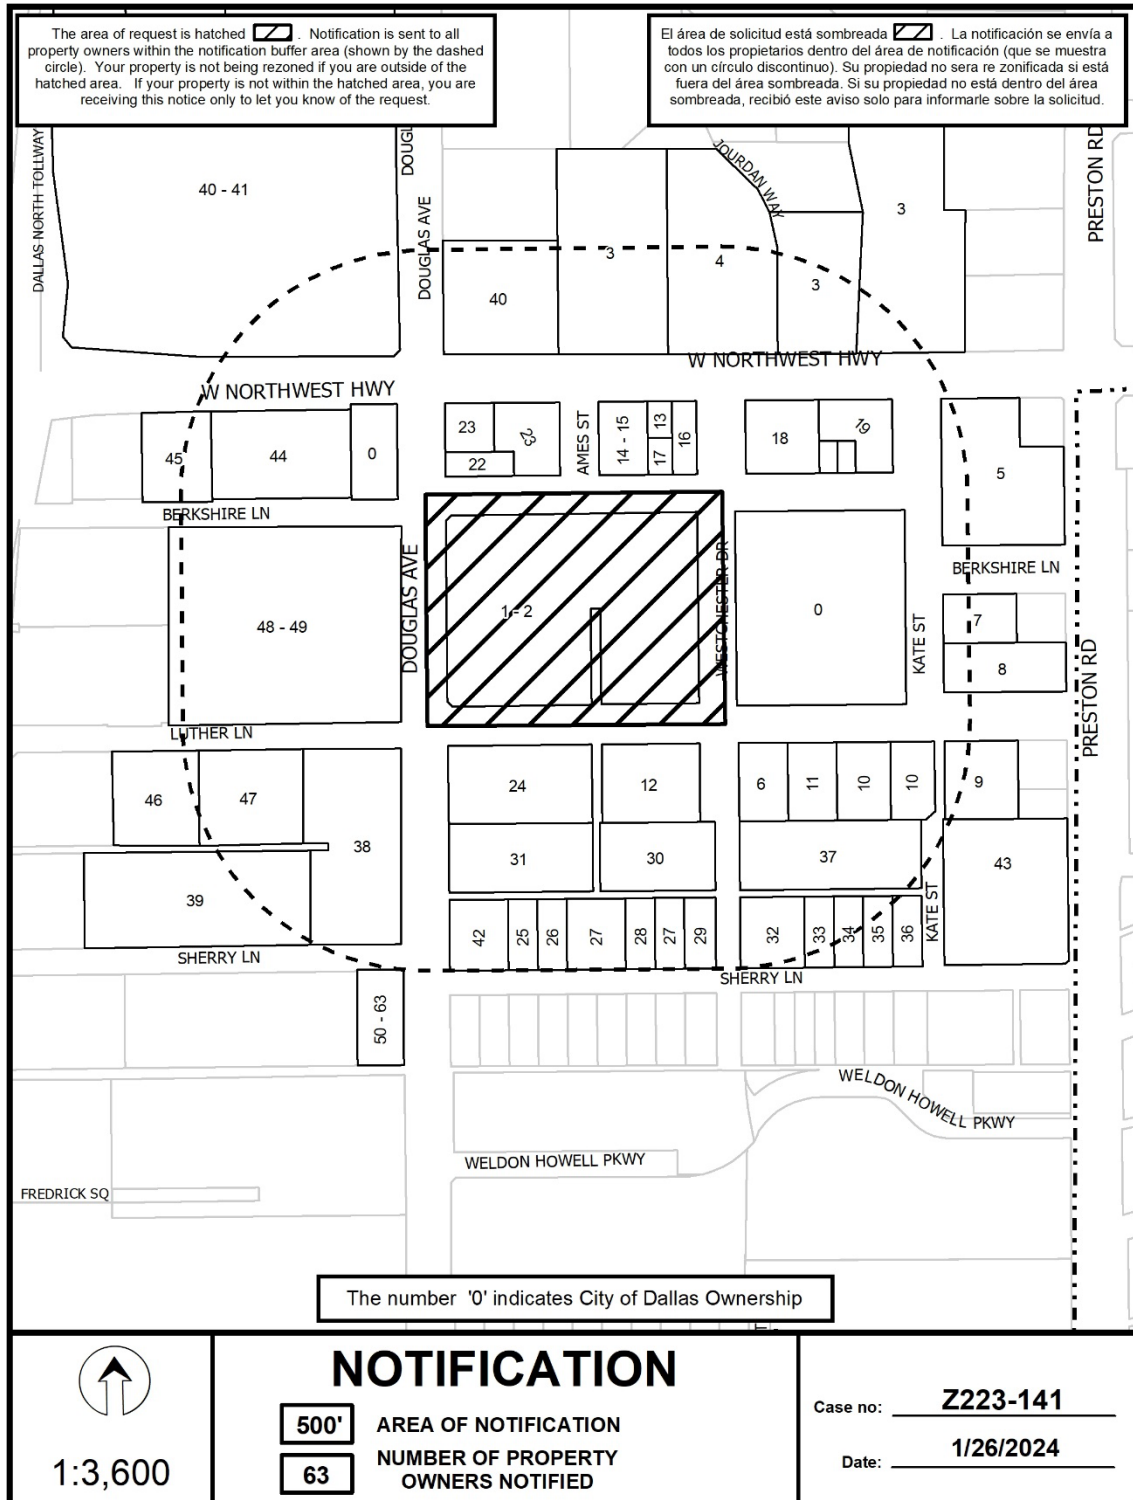 The area of request is hatched . Notification is sent to all
property owners within the notification buffer area (shown by the dashed
circle). Your property is not being rezoned if you are outside of the
hatched area. If your property is not within the hatched area, you are
receiving this notice only to let you know of the request.
El área de solicitud está sombreada . La notificación se envía a
todos los propietarios dentro del área de notificación (que se muestra
con un círculo discontinuo). Su propiedad no sera re zonificada si está
fuera del área sombreada. Si su propiedad no está dentro del área
sombreada, recibió este aviso solo para informarle sobre la solicitud.
DALLAS NORTH TOLLWAY
40 - 41
DOUGL
DOUGLAS AVE
JOURDAN WAY
PRESTON RD
3
3
4
3
40
W NORTHWEST HWY
W NORTHWEST HWY
45
44
0
23
23
22
AMES ST
14 - 15
13
17
16
18
19
5
BERKSHIRE LN
BERKSHIRE LN
48 - 49
DOUGLAS AVE
1 - 2
WESTCHESTER DR
0
KATE ST
7
8
PRESTON RD
LUTHER LN
46
47
38
24
12
6
11
10
10
9
39
31
30
37
43
42
25
26
27
28
27
29
32
33
34
35
36
KATE ST
SHERRY LN
SHERRY LN
50 - 63
WELDON HOWELL PKWY
WELDON HOWELL PKWY
FREDRICK SQ
The number '0' indicates City of Dallas Ownership
1:3,600
NOTIFICATION
500' AREA OF NOTIFICATION
63 NUMBER OF PROPERTY
OWNERS NOTIFIED
Case no: Z223-141
Date: 1/26/2024